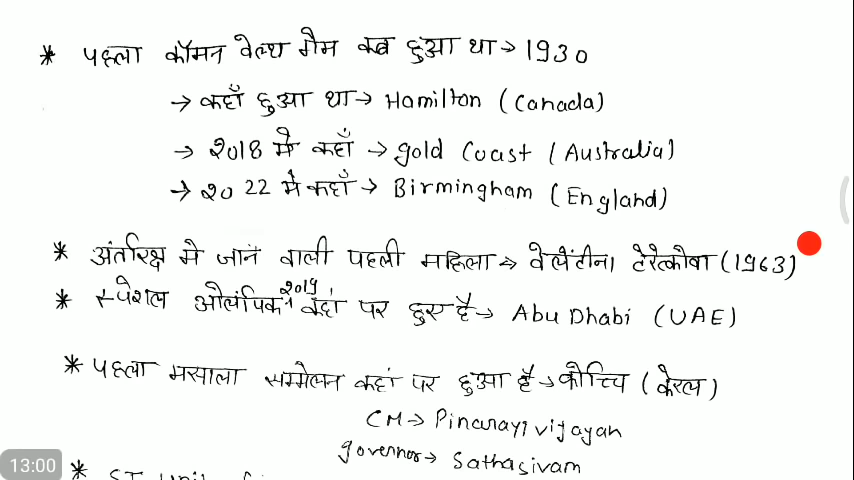 * पहला कॉमन वेल्थ गेम कब हुआ था → 1930
→ कहाँ हुआ था → Hamilton (Canada)
→ 2018 में कहाँ → gold Coast (Australia)
→ 2022 में कहाँ → Birmingham (England)
* अंतरिक्ष मे जाने वाली पहली महिला → वेलेंटीना टेरेस्कोवा (1963)
* स्पेशल ओलंपिक 2019 कहां पर हुए है → Abu Dhabi (UAE)
* पहला मसाला सम्मेलन कहां पर हुआ है → कोच्चि (केरल)
CM → Pinarayi vijayan
governor → Sathasivam
13:00 *